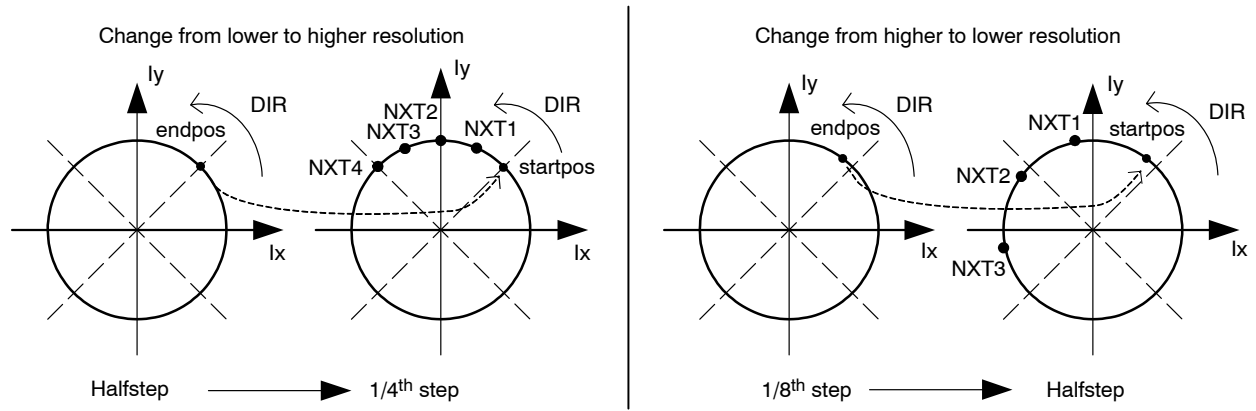 Change from lower to higher resolution
Iy
DIR
endpos
Ix
Iy
DIR
NXT2
NXT3
NXT1
NXT4
startpos
Ix
Halfstep
1/4th step
Change from higher to lower resolution
Iy
DIR
endpos
Ix
Iy
DIR
NXT1
startpos
NXT2
NXT3
Ix
1/8th step
Halfstep